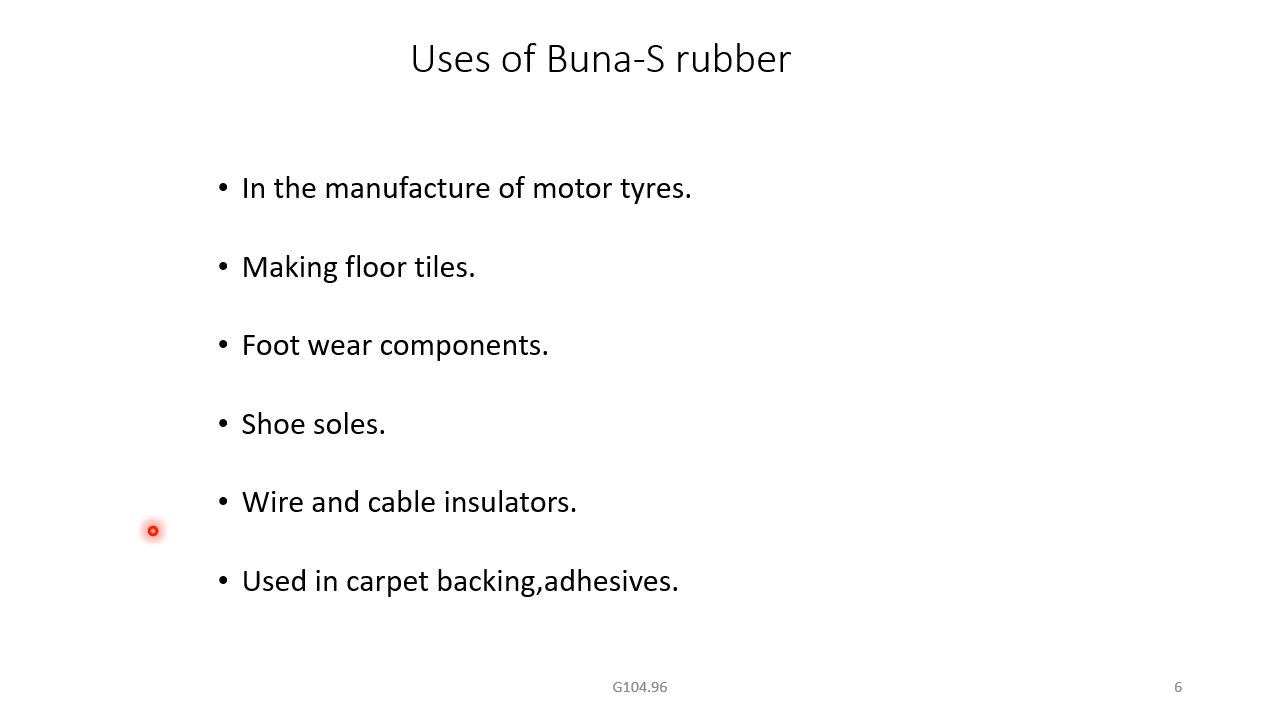 Uses of Buna-S rubber
• In the manufacture of motor tyres.
• Making floor tiles.
• Foot wear components.
• Shoe soles.
• Wire and cable insulators.
• Used in carpet backing,adhesives.
G104.96
6